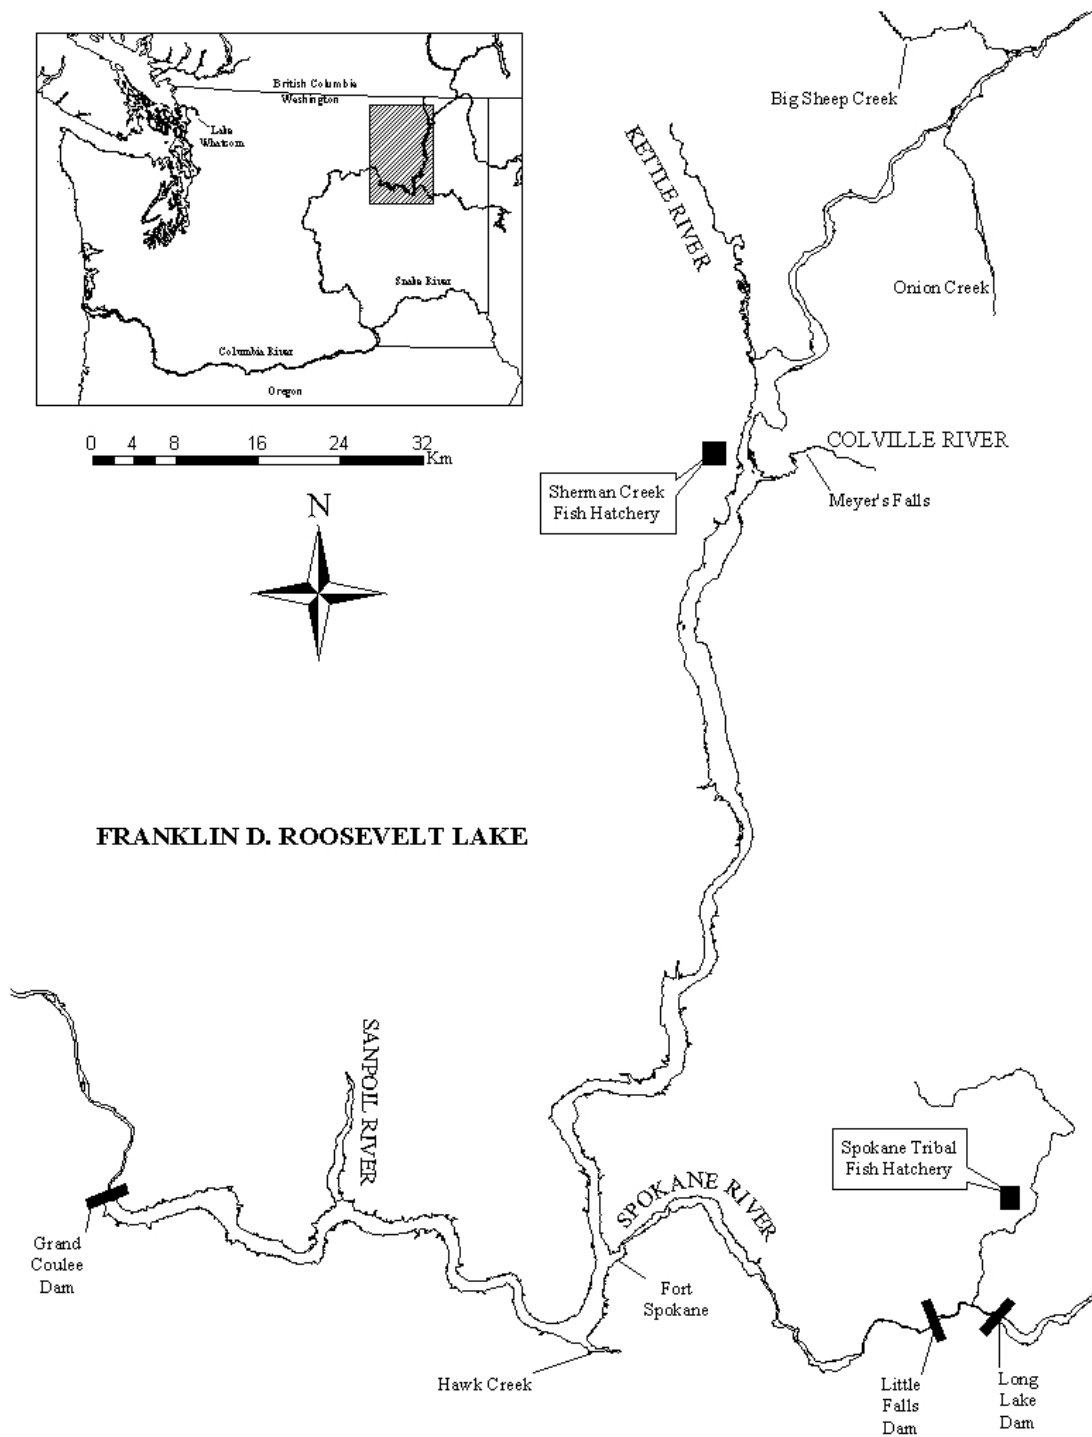 British Columbia
Washington
Lake
Whatcom
Snake River
Columbia River
Oregon
0 4 8 16 24 32
Km
N
Big Sheep Creek
KETTLE RIVER
Onion Creek
COLVILLE RIVER
Sherman Creek
Fish Hatchery
Meyer's Falls
FRANKLIN D. ROOSEVELT LAKE
SANPOIL RIVER
Spokane Tribal
Fish Hatchery
SPOKANE RIVER
Grand
Coulee
Dam
Fort
Spokane
Hawk Creek
Little
Falls
Dam
Long
Lake
Dam